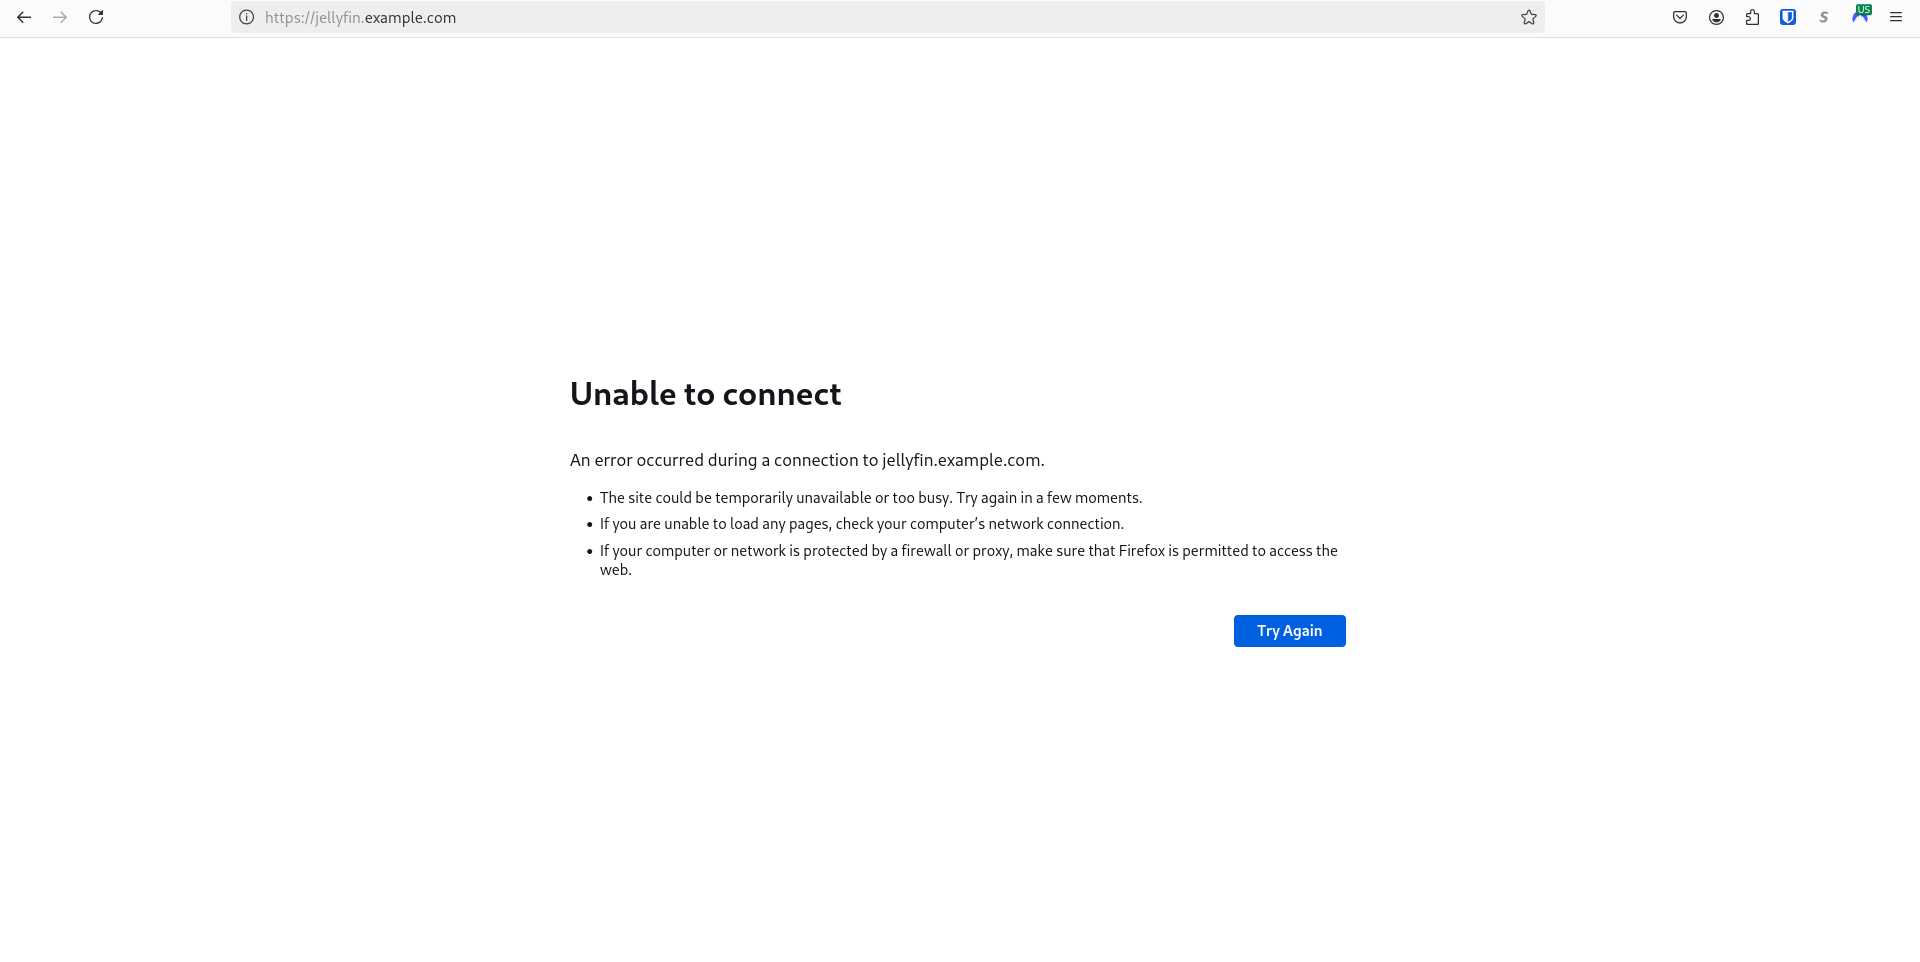 https://jellyfin.example.com
S
US
Unable to connect
An error occurred during a connection to jellyfin.example.com.
• The site could be temporarily unavailable or too busy. Try again in a few moments.
• If you are unable to load any pages, check your computer’s network connection.
• If your computer or network is protected by a firewall or proxy, make sure that Firefox is permitted to access the
web.
Try Again